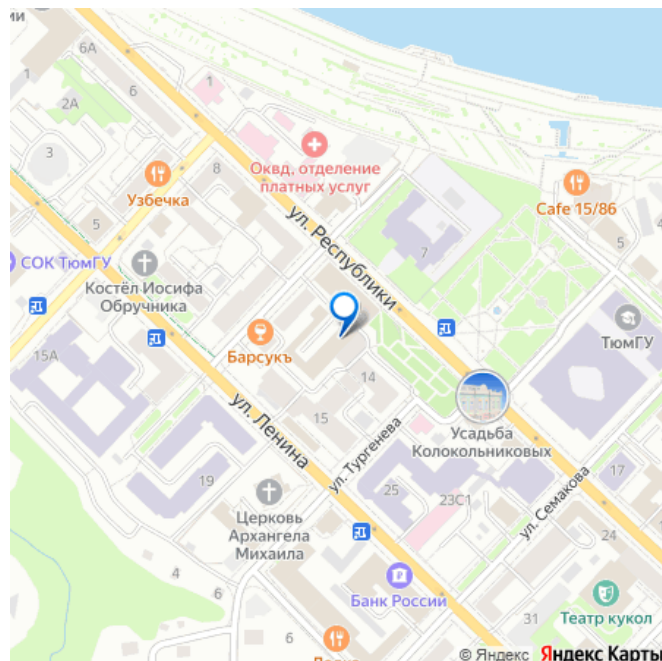 ии
6А
1
6
2А
3
1
8
Оквд, отделение
платных услуг
Узбечка
5
Cafe 15/86
5
ул. Республики
7
СОК ТюмГУ
Костёл Иосифа
Обручника
ТюмГУ
15А
Барсукъ
14
15
ул. Ленина
ул. Тургенева
Усадьба
Колокольниковых
19
25
23С1
17
ул. Семакова
Церковь
Архангела
Михаила
24
4
6
Банк России
31
Театр кукол
6
© Яндекс Яндекс Карты